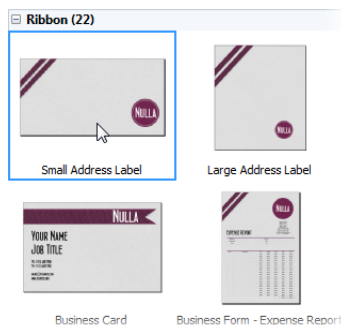 Ribbon (22)
NULLA
NULLA
Small Address Label
Large Address Label
NULLA
YOUR NAME
JOB TITLE
NULLA
EXPENSE REPORT
Business Card
Business Form - Expense Report